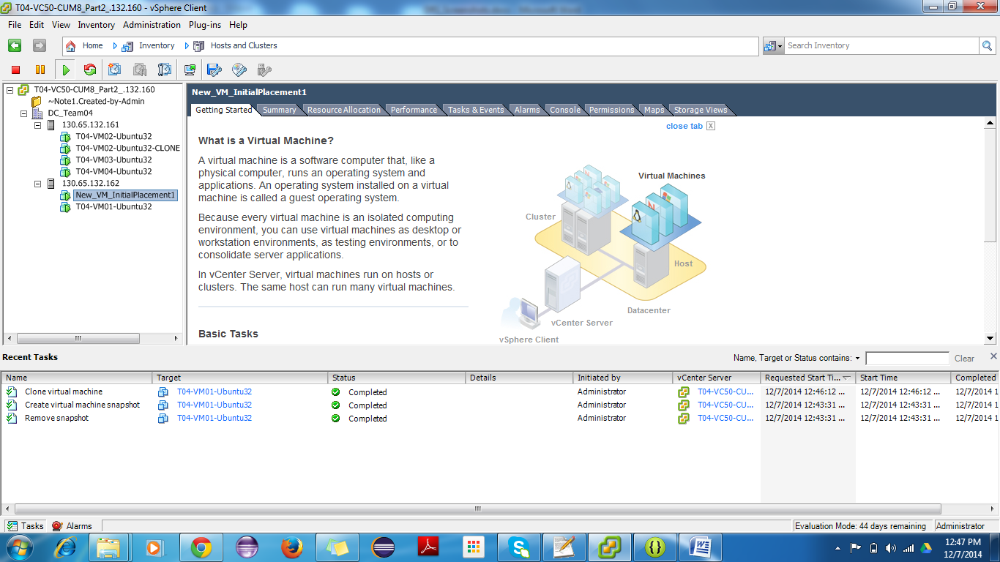 T04-VC50-CUM8_Part2_.132.160 - vSphere Client
File Edit View Inventory Administration Plug-ins Help
Home Inventory Hosts and Clusters
Search Inventory
T04-VC50-CUM8_Part2_.132.160
~Note1.Created-by-Admin
DC_Team04
130.65.132.161
T04-VM02-Ubuntu32
T04-VM02-Ubuntu32-CLONE
T04-VM03-Ubuntu32
T04-VM04-Ubuntu32
130.65.132.162
New_VM_InitialPlacement1
T04-VM01-Ubuntu32
New_VM_InitialPlacement1
Getting Started Summary Resource Allocation Performance Tasks & Events Alarms Console Permissions Maps Storage Views
close tab X
What is a Virtual Machine?
A virtual machine is a software computer that, like a
physical computer, runs an operating system and
applications. An operating system installed on a virtual
machine is called a guest operating system.
Because every virtual machine is an isolated computing
environment, you can use virtual machines as desktop or
workstation environments, as testing environments, or to
consolidate server applications.
In vCenter Server, virtual machines run on hosts or
clusters. The same host can run many virtual machines.
Basic Tasks
Virtual Machines
Cluster
Host
Datacenter
vCenter Server
vSphere Client
Recent Tasks
Name, Target or Status contains:
Clear
Name Target Status Details Initiated by vCenter Server Requested Start Ti... Start Time Completed
Clone virtual machine T04-VM01-Ubuntu32 Completed Administrator T04-VC50-CU... 12/7/2014 12:46:12 ... 12/7/2014 12:46:12 ... 12/7/2014 1
Create virtual machine snapshot T04-VM01-Ubuntu32 Completed Administrator T04-VC50-CU... 12/7/2014 12:43:31 ... 12/7/2014 12:43:31 ... 12/7/2014 1
Remove snapshot T04-VM01-Ubuntu32 Completed Administrator T04-VC50-CU... 12/7/2014 12:43:31 ... 12/7/2014 12:43:31 ... 12/7/2014 1
Tasks Alarms
Evaluation Mode: 44 days remaining Administrator
12:47 PM
12/7/2014